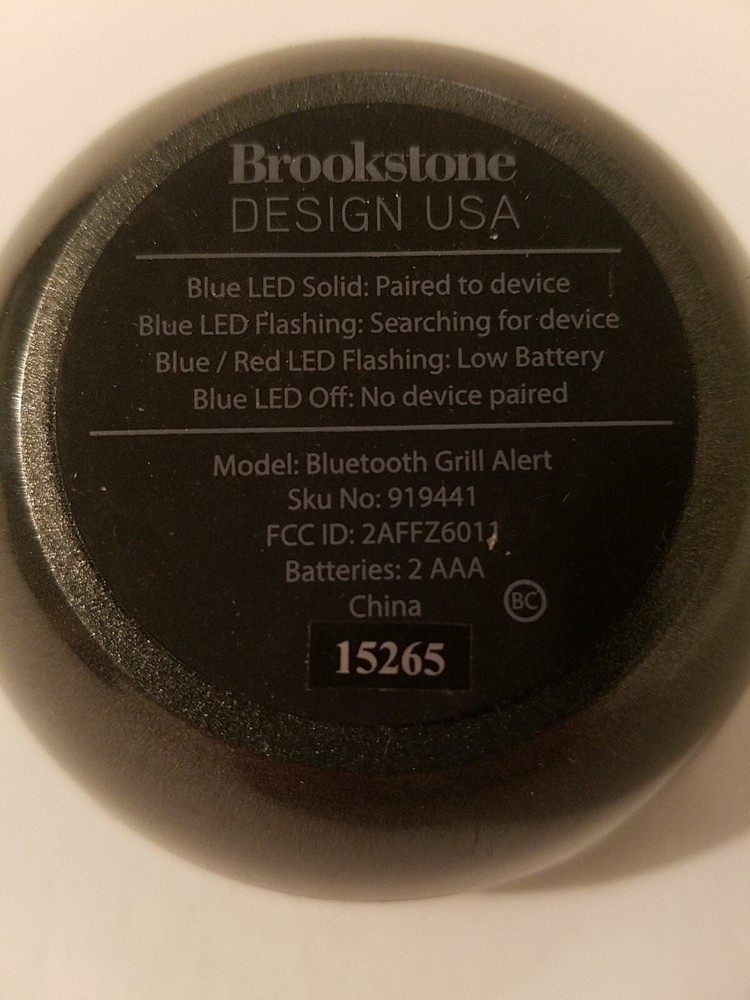 Brookstone
DESIGN USA
Blue LED Solid: Paired to device
Blue LED Flashing: Searching for device
Blue / Red LED Flashing: Low Battery
Blue LED Off: No device paired
Model: Bluetooth Grill Alert
Sku No: 919441
FCC ID: 2AFFZ6011
Batteries: 2 AAA
China
BC
15265